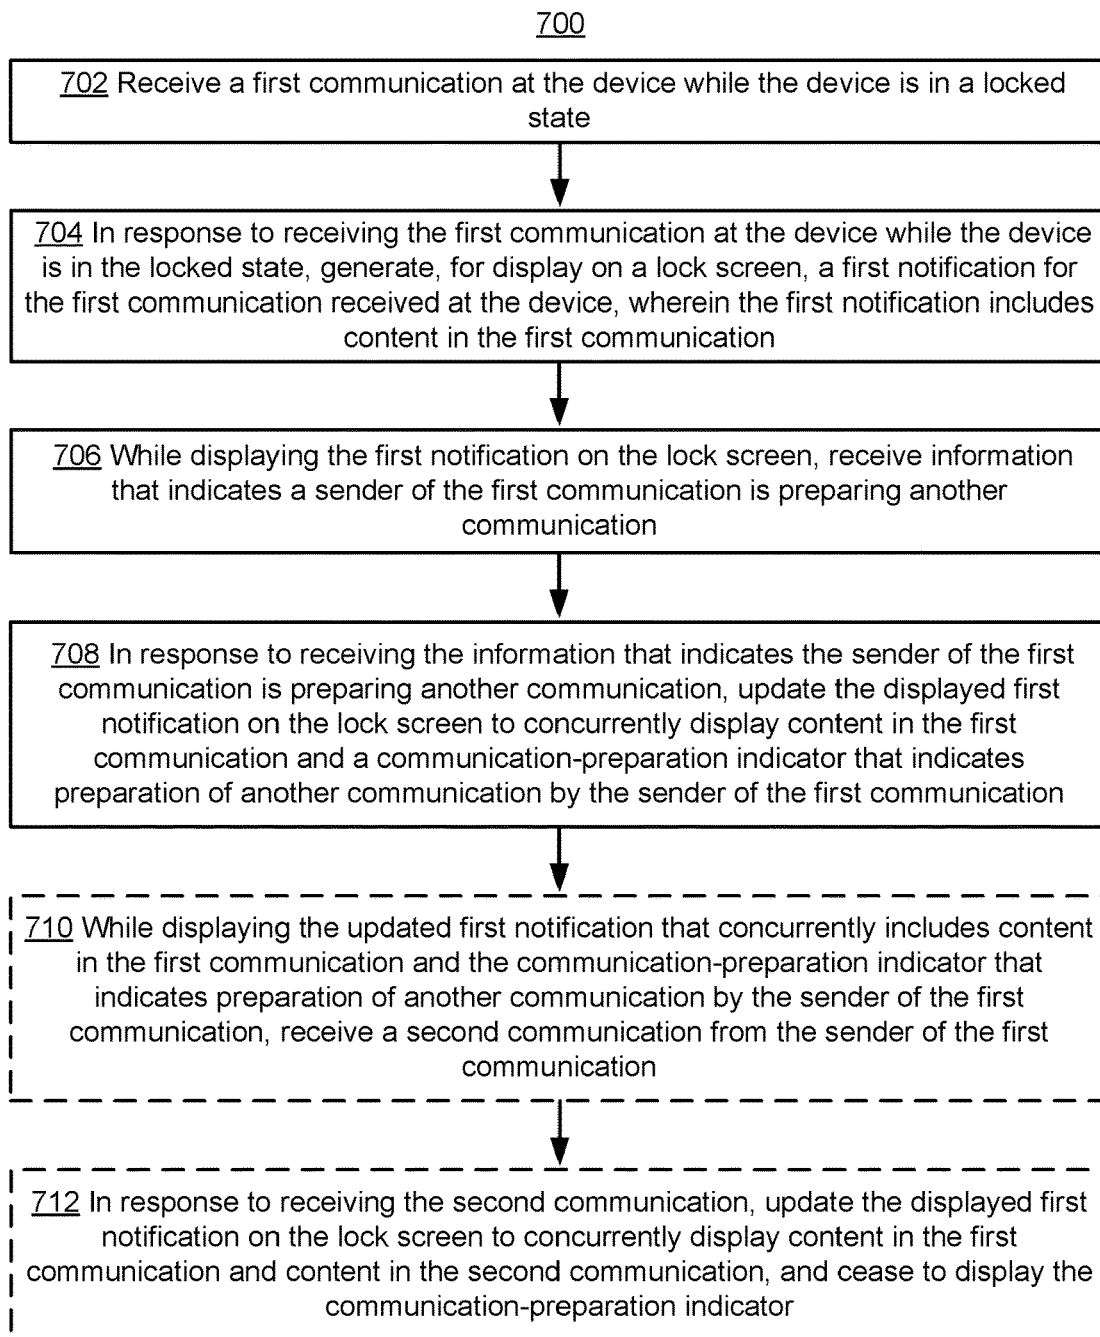 700
702 Receive a first communication at the device while the device is in a locked
state
704 In response to receiving the first communication at the device while the device
is in the locked state, generate, for display on a lock screen, a first notification for
the first communication received at the device, wherein the first notification includes
content in the first communication
706 While displaying the first notification on the lock screen, receive information
that indicates a sender of the first communication is preparing another
communication
708 In response to receiving the information that indicates the sender of the first
communication is preparing another communication, update the displayed first
notification on the lock screen to concurrently display content in the first
communication and a communication-preparation indicator that indicates
preparation of another communication by the sender of the first communication
710 While displaying the updated first notification that concurrently includes content
in the first communication and the communication-preparation indicator that
indicates preparation of another communication by the sender of the first
communication, receive a second communication from the sender of the first
communication
712 In response to receiving the second communication, update the displayed first
notification on the lock screen to concurrently display content in the first
communication and content in the second communication, and cease to display the
communication-preparation indicator